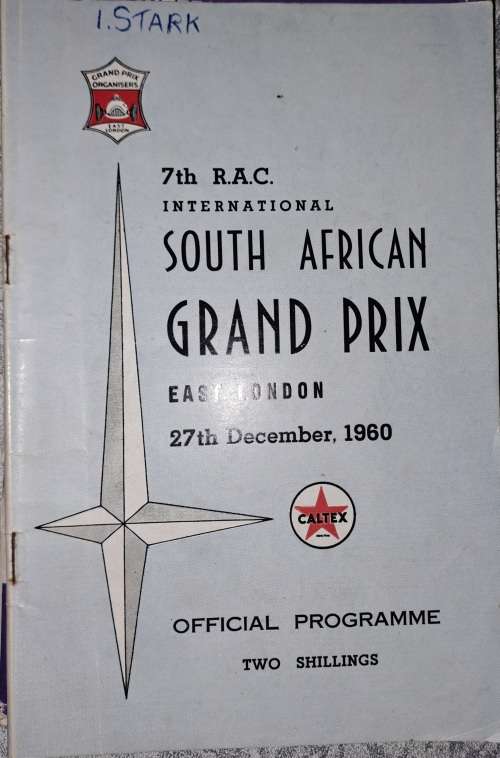 I. STARK
GRAND PRIX
ORGANISERS
EAST
LONDON
7th R.A.C.
INTERNATIONAL
SOUTH AFRICAN
GRAND PRIX
EAST LONDON
27th December, 1960
CALTEX
OFFICIAL PROGRAMME
TWO SHILLINGS